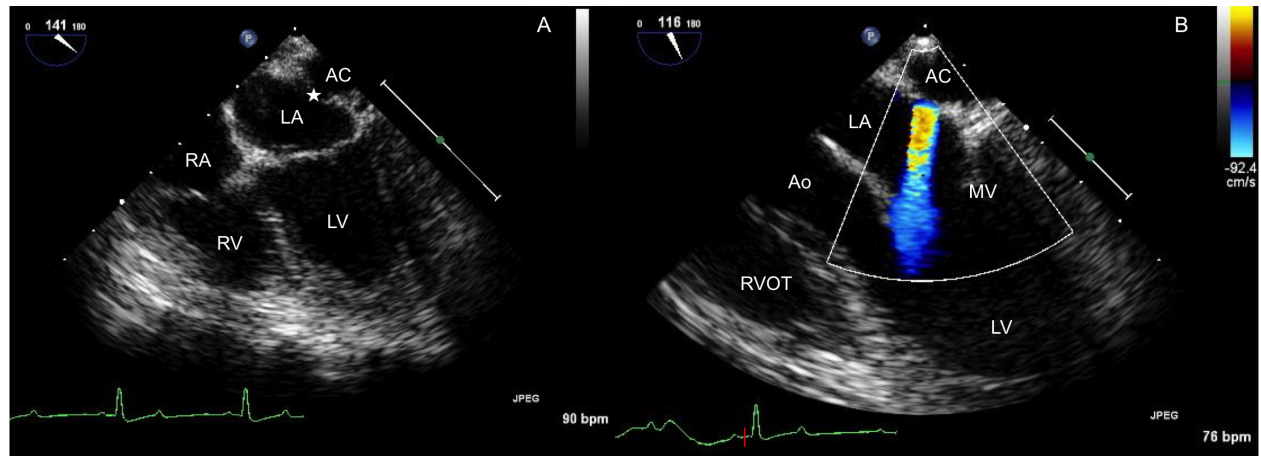 0 141 180
P
A
AC
LA
RA
LV
RV
JPEG
90 bpm
0 116 180
P
B
AC
LA
Ao
MV
RVOT
LV
-92.4
cm/s
JPEG
76 bpm